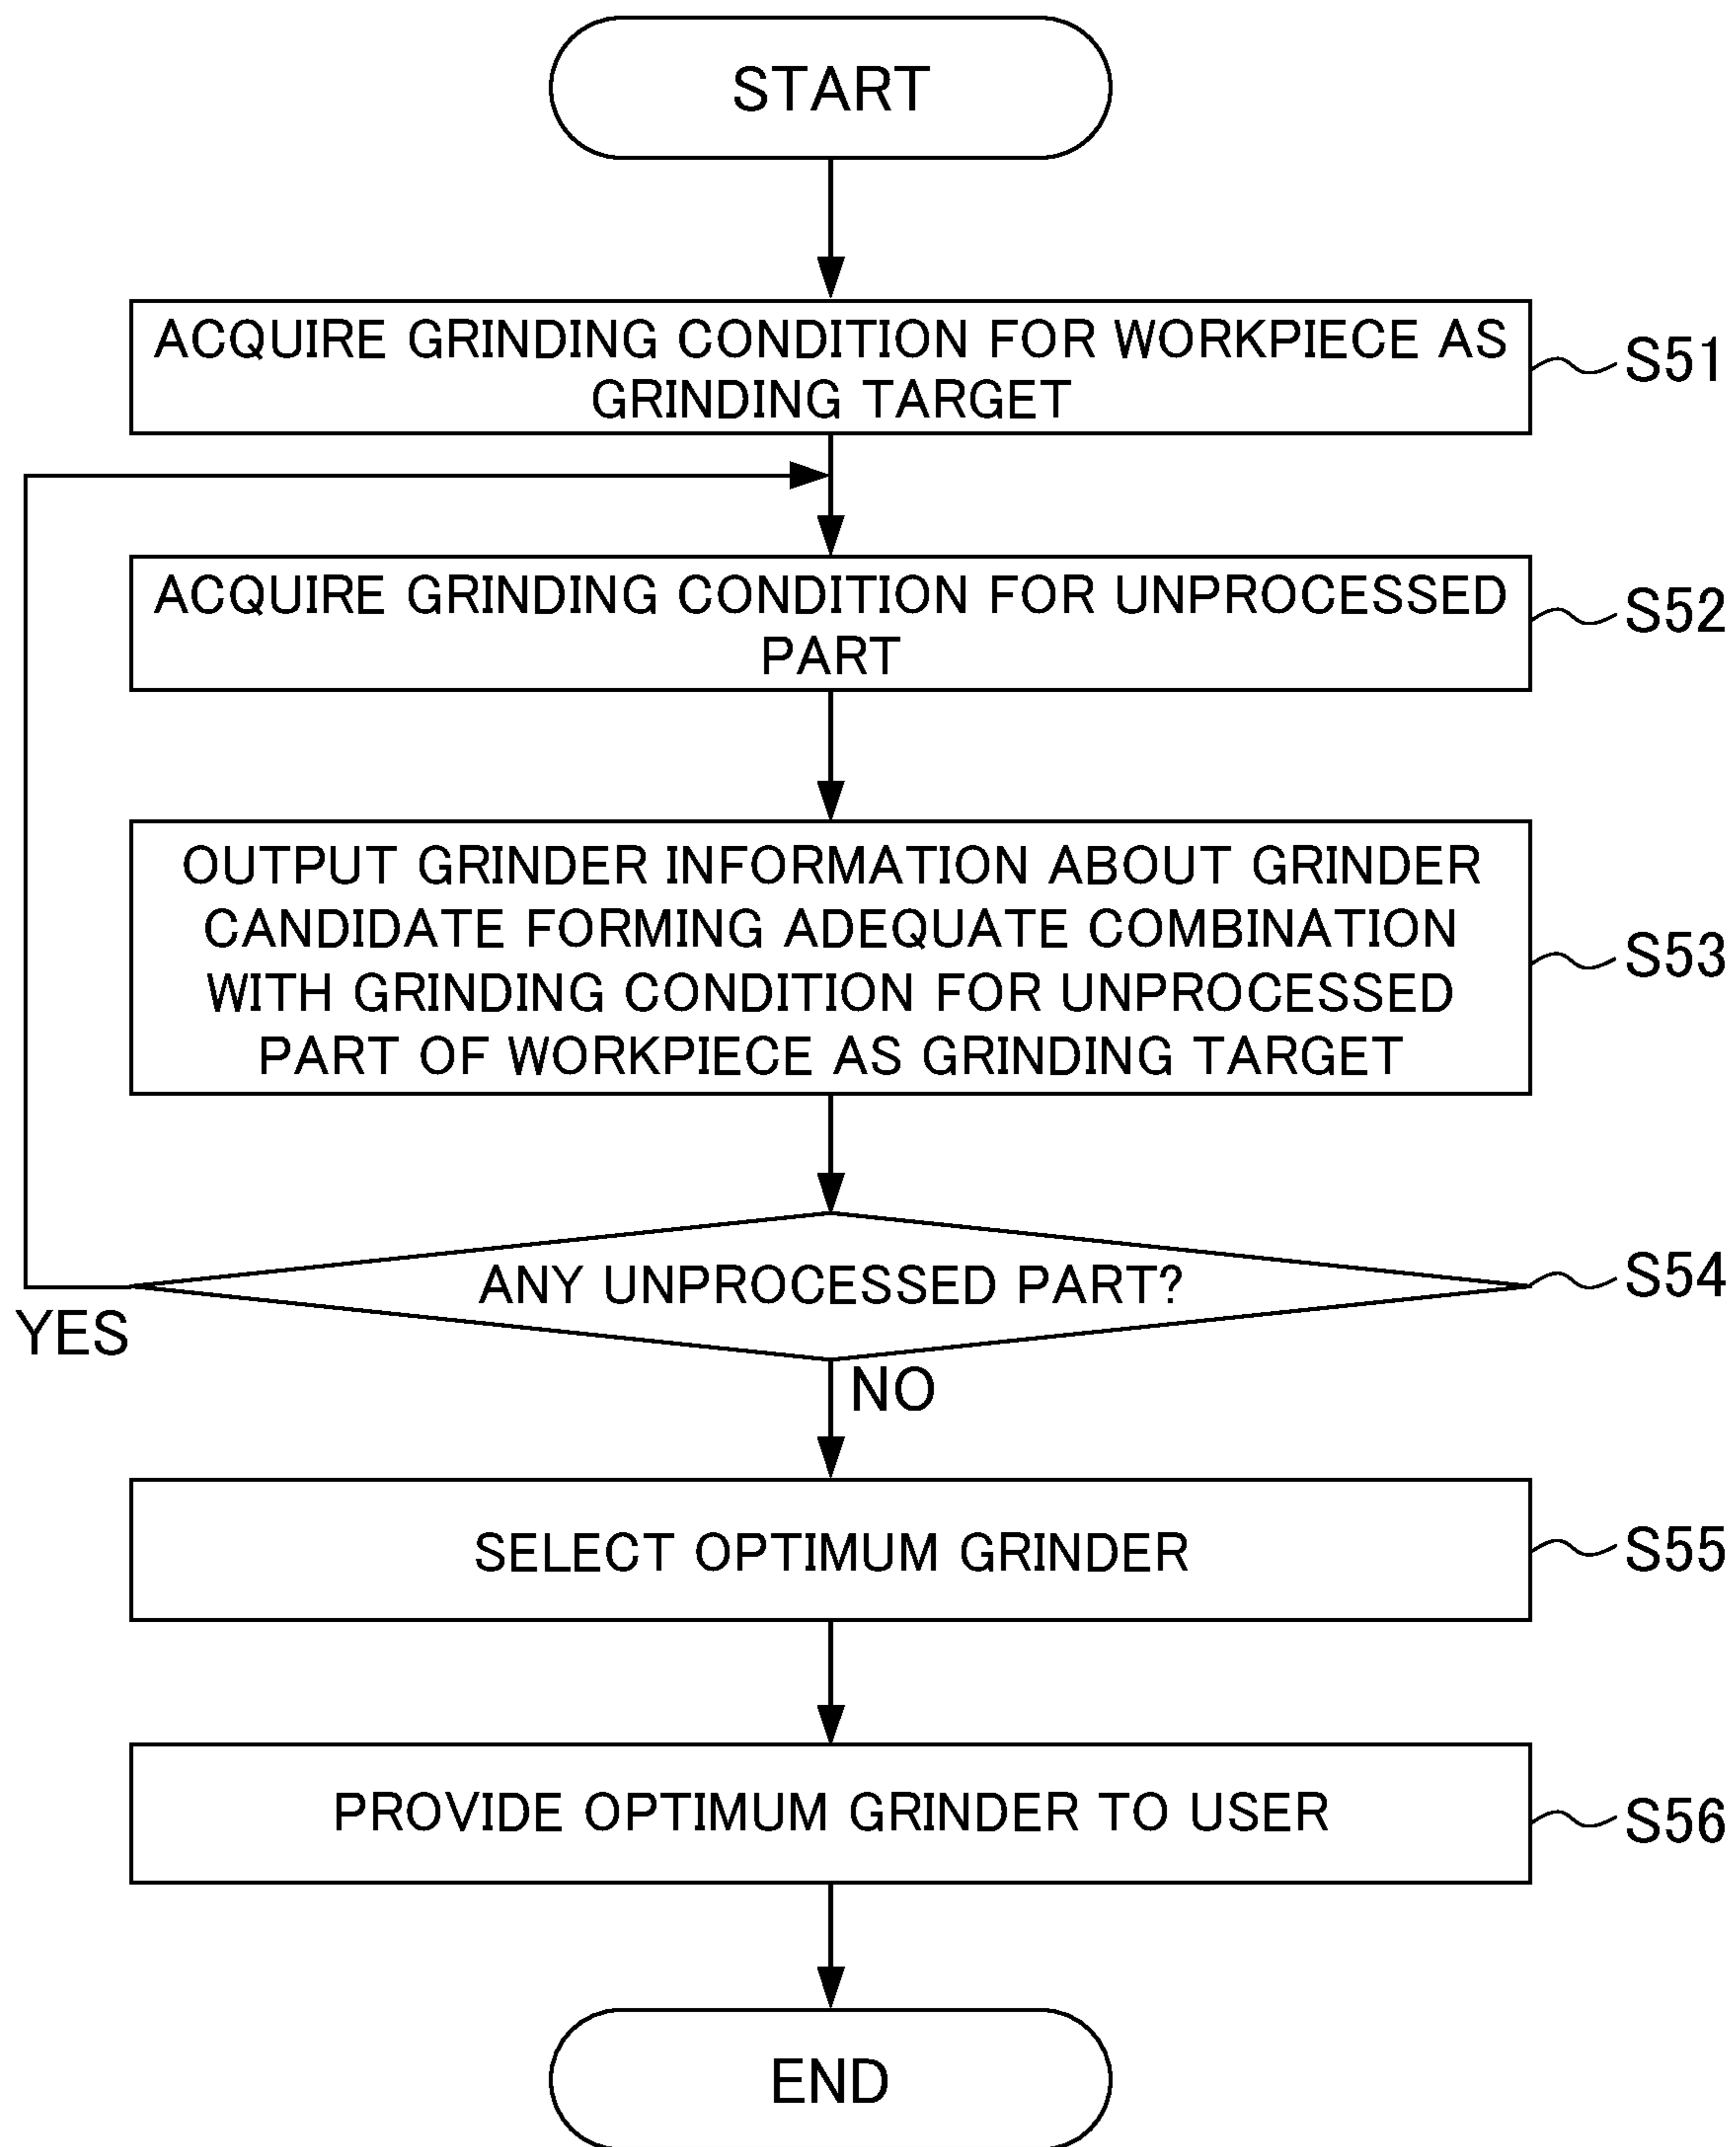 START
ACQUIRE GRINDING CONDITION FOR WORKPIECE AS
GRINDING TARGET
S51
ACQUIRE GRINDING CONDITION FOR UNPROCESSED
PART
S52
OUTPUT GRINDER INFORMATION ABOUT GRINDER
CANDIDATE FORMING ADEQUATE COMBINATION
WITH GRINDING CONDITION FOR UNPROCESSED
PART OF WORKPIECE AS GRINDING TARGET
S53
ANY UNPROCESSED PART?
S54
YES
NO
SELECT OPTIMUM GRINDER
S55
PROVIDE OPTIMUM GRINDER TO USER
S56
END